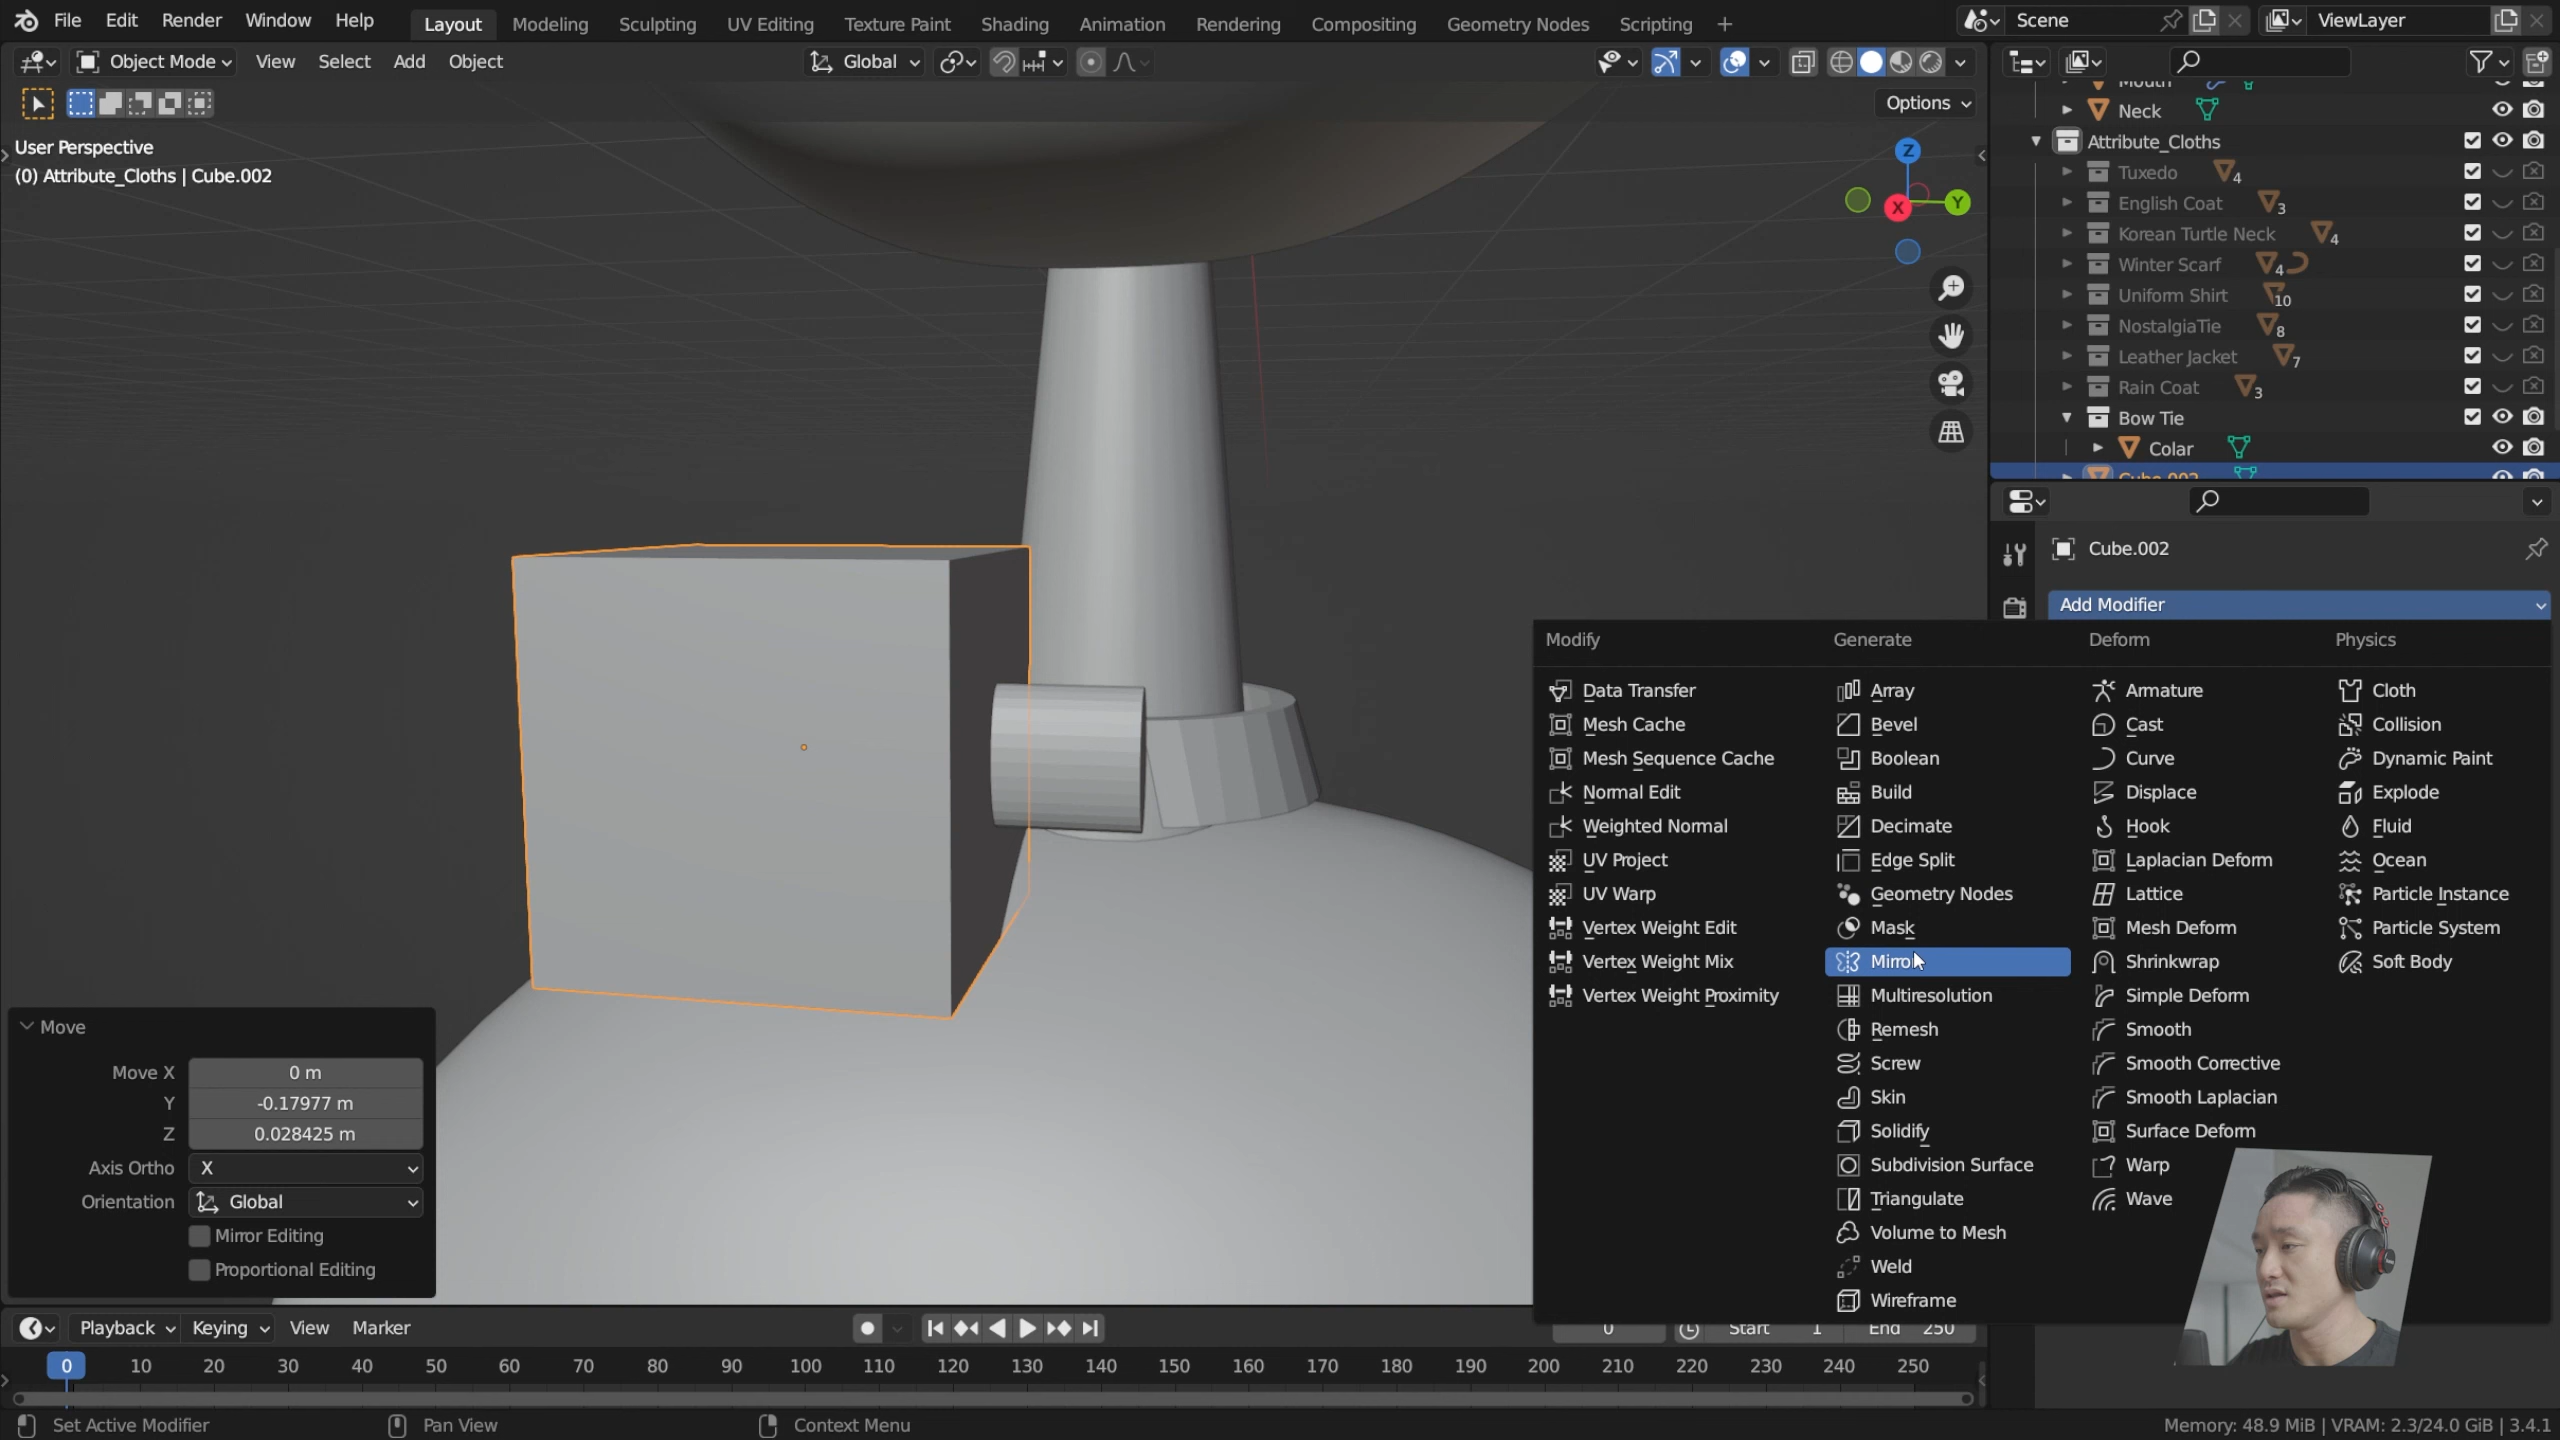 File Edit Render Window Help Layout Modeling Sculpting UV Editing Texture Paint Shading Animation Rendering Compositing Geometry Nodes Scripting + Scene ViewLayer
Object Mode View Select Add Object Global
Options
User Perspective
(0) Attribute_Cloths | Cube.002
Z
Y
X
Mouth
Neck
Attribute_Cloths
Tuxedo 4
English Coat 3
Korean Turtle Neck 4
Winter Scarf 4
Uniform Shirt 10
NostalgiaTie 8
Leather Jacket 7
Rain Coat 3
Bow Tie
Colar
Cube.002
Cube.002
Add Modifier
Modify Generate Deform Physics
Data Transfer Array Armature Cloth
Mesh Cache Bevel Cast Collision
Mesh Sequence Cache Boolean Curve Dynamic Paint
Normal Edit Build Displace Explode
Weighted Normal Decimate Hook Fluid
UV Project Edge Split Laplacian Deform Ocean
UV Warp Geometry Nodes Lattice Particle Instance
Vertex Weight Edit Mask Mesh Deform Particle System
Vertex Weight Mix Mirror Shrinkwrap Soft Body
Vertex Weight Proximity Multiresolution Simple Deform
Remesh Smooth
Screw Smooth Corrective
Skin Smooth Laplacian
Solidify Surface Deform
Subdivision Surface Warp
Triangulate Wave
Volume to Mesh
Weld
Wireframe
Move
Move X 0 m
Y -0.17977 m
Z 0.028425 m
Axis Ortho X
Orientation Global
Mirror Editing
Proportional Editing
Playback Keying View Marker 0 Start 1 End 250
0 10 20 30 40 50 60 70 80 90 100 110 120 130 140 150 160 170 180 190 200 210 220 230 240 250
Set Active Modifier Pan View Context Menu Memory: 48.9 MiB | VRAM: 2.3/24.0 GiB | 3.4.1